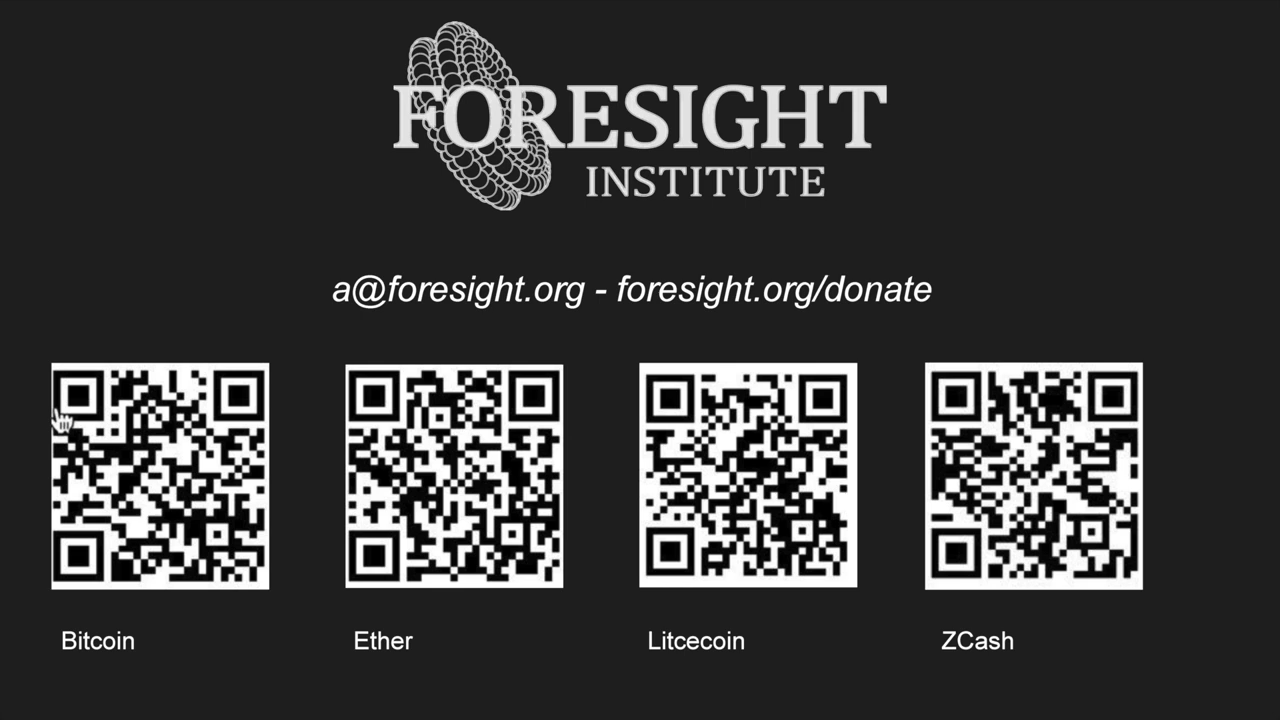 FORESIGHT
INSTITUTE
a@foresight.org - foresight.org/donate
Bitcoin
Ether
Litcecoin
ZCash